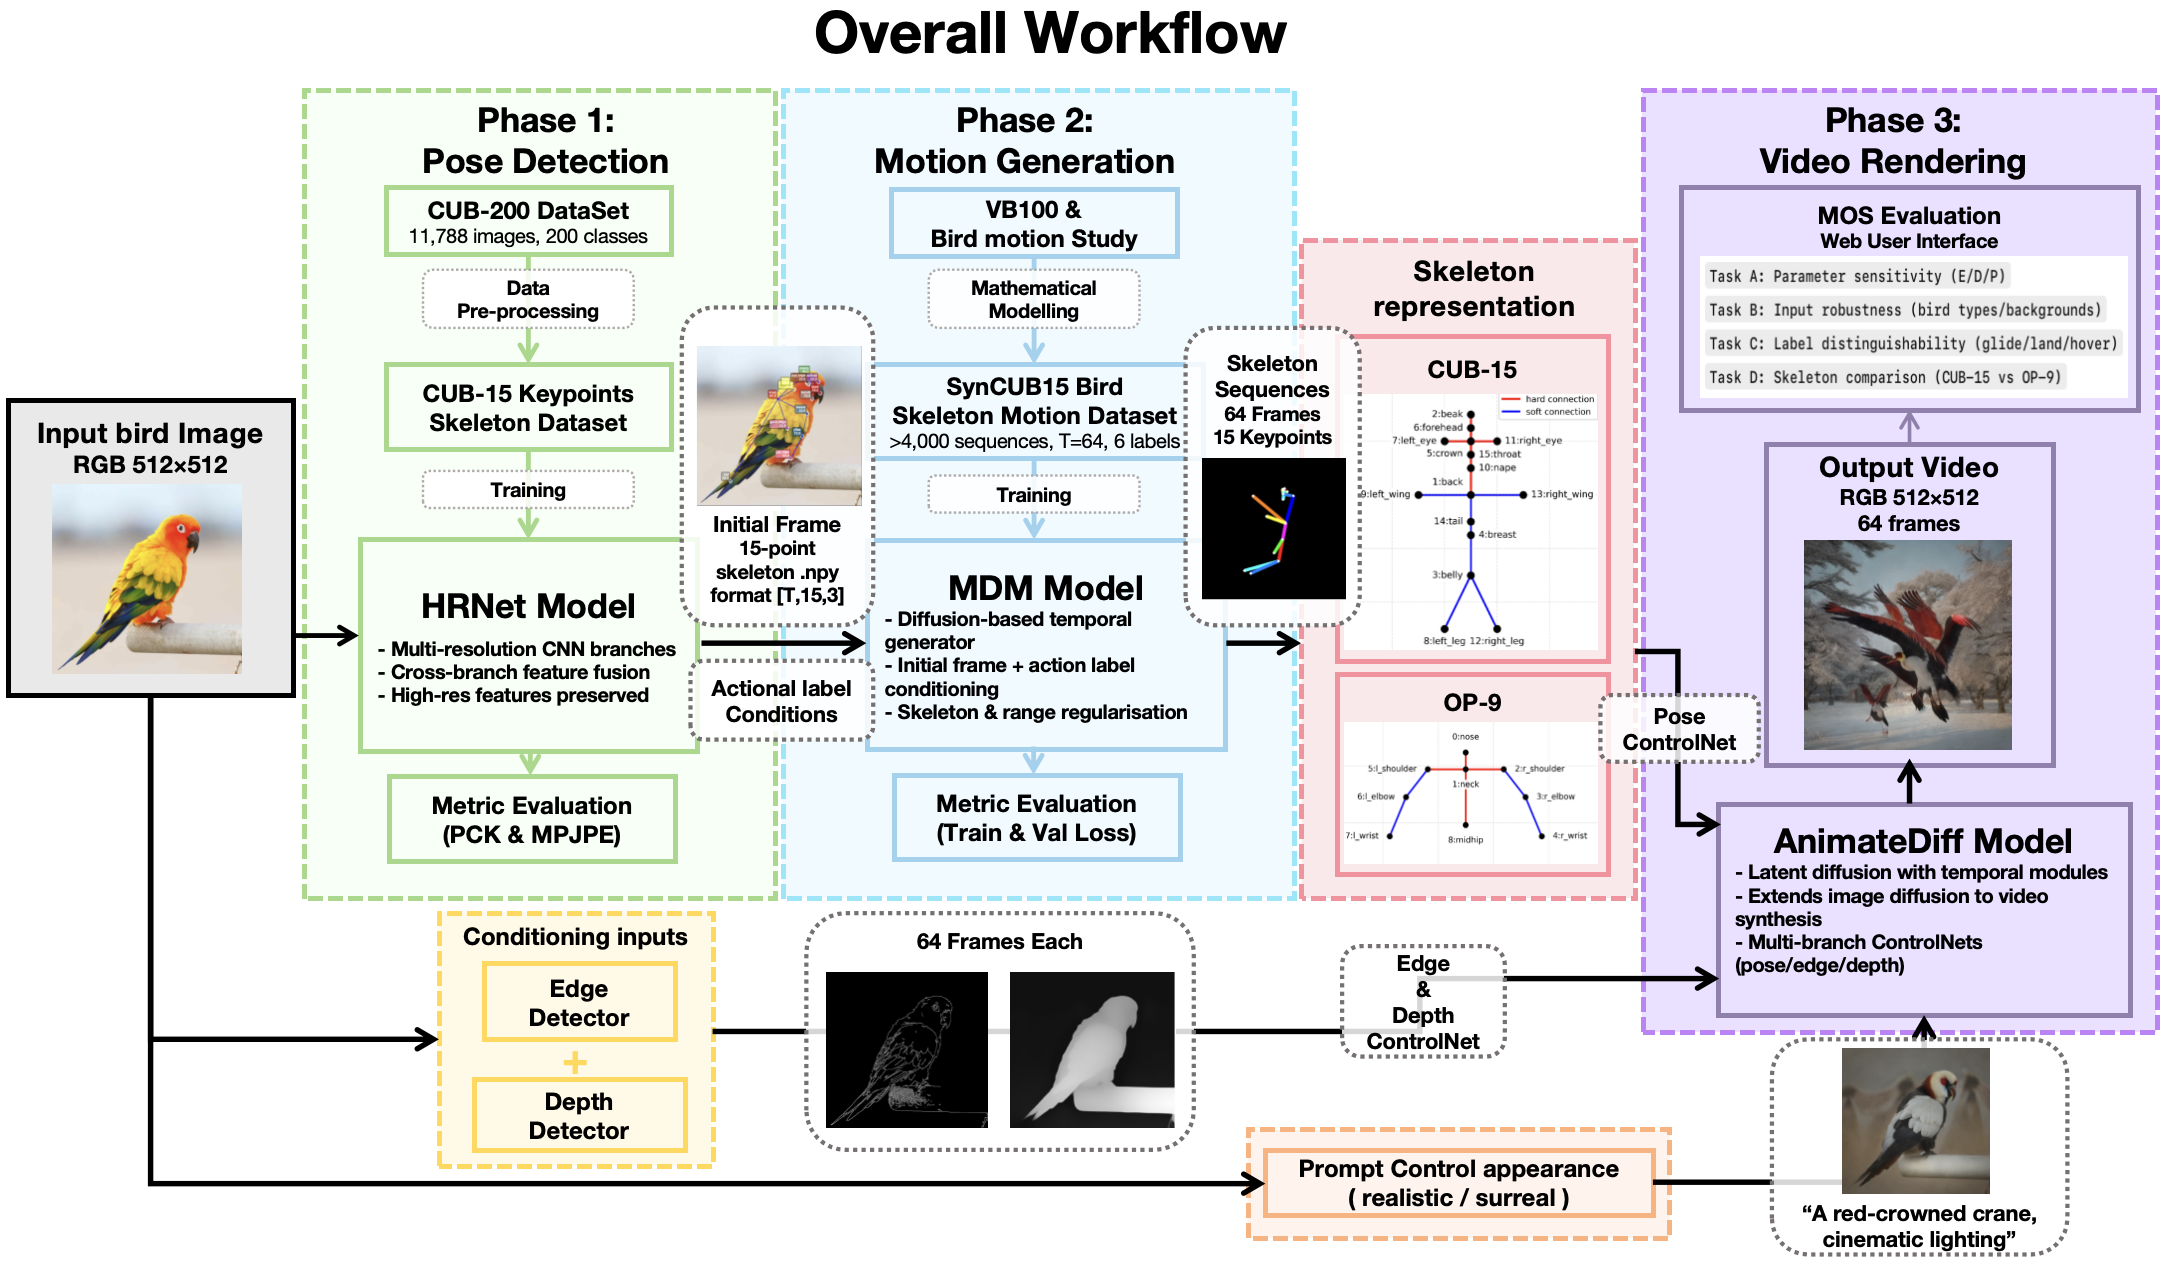 Overall Workflow
Input bird Image
RGB 512×512
Phase 1:
Pose Detection
CUB-200 DataSet
11,788 images, 200 classes
Data
Pre-processing
CUB-15 Keypoints
Skeleton Dataset
Training
HRNet Model
- Multi-resolution CNN branches
- Cross-branch feature fusion
- High-res features preserved
Metric Evaluation
(PCK & MPJPE)
Initial Frame
15-point
skeleton .npy
format [T,15,3]
Actional label
Conditions
Phase 2:
Motion Generation
VB100 &
Bird motion Study
Mathematical
Modelling
SynCUB15 Bird
Skeleton Motion Dataset
>4,000 sequences, T=64, 6 labels
Training
MDM Model
- Diffusion-based temporal
generator
- Initial frame + action label
conditioning
- Skeleton & range regularisation
Metric Evaluation
(Train & Val Loss)
Skeleton
Sequences
64 Frames
15 Keypoints
Skeleton
representation
CUB-15
hard connection
soft connection
2:beak
6:forehead
7:left_eye
11:right_eye
5:crown
15:throat
10:nape
1:back
9:left_wing
13:right_wing
14:tail
4:breast
3:belly
8:left_leg
12:right_leg
OP-9
0:nose
5:l_shoulder
2:r_shoulder
1:neck
6:l_elbow
3:r_elbow
7:l_wrist
4:r_wrist
8:midhip
Pose
ControlNet
Phase 3:
Video Rendering
MOS Evaluation
Web User Interface
Task A: Parameter sensitivity (E/D/P)
Task B: Input robustness (bird types/backgrounds)
Task C: Label distinguishability (glide/land/hover)
Task D: Skeleton comparison (CUB-15 vs OP-9)
Output Video
RGB 512×512
64 frames
AnimateDiff Model
- Latent diffusion with temporal modules
- Extends image diffusion to video
synthesis
- Multi-branch ControlNets
(pose/edge/depth)
Conditioning inputs
Edge
Detector
+
Depth
Detector
64 Frames Each
Edge
&
Depth
ControlNet
Prompt Control appearance
( realistic / surreal )
“A red-crowned crane,
cinematic lighting”